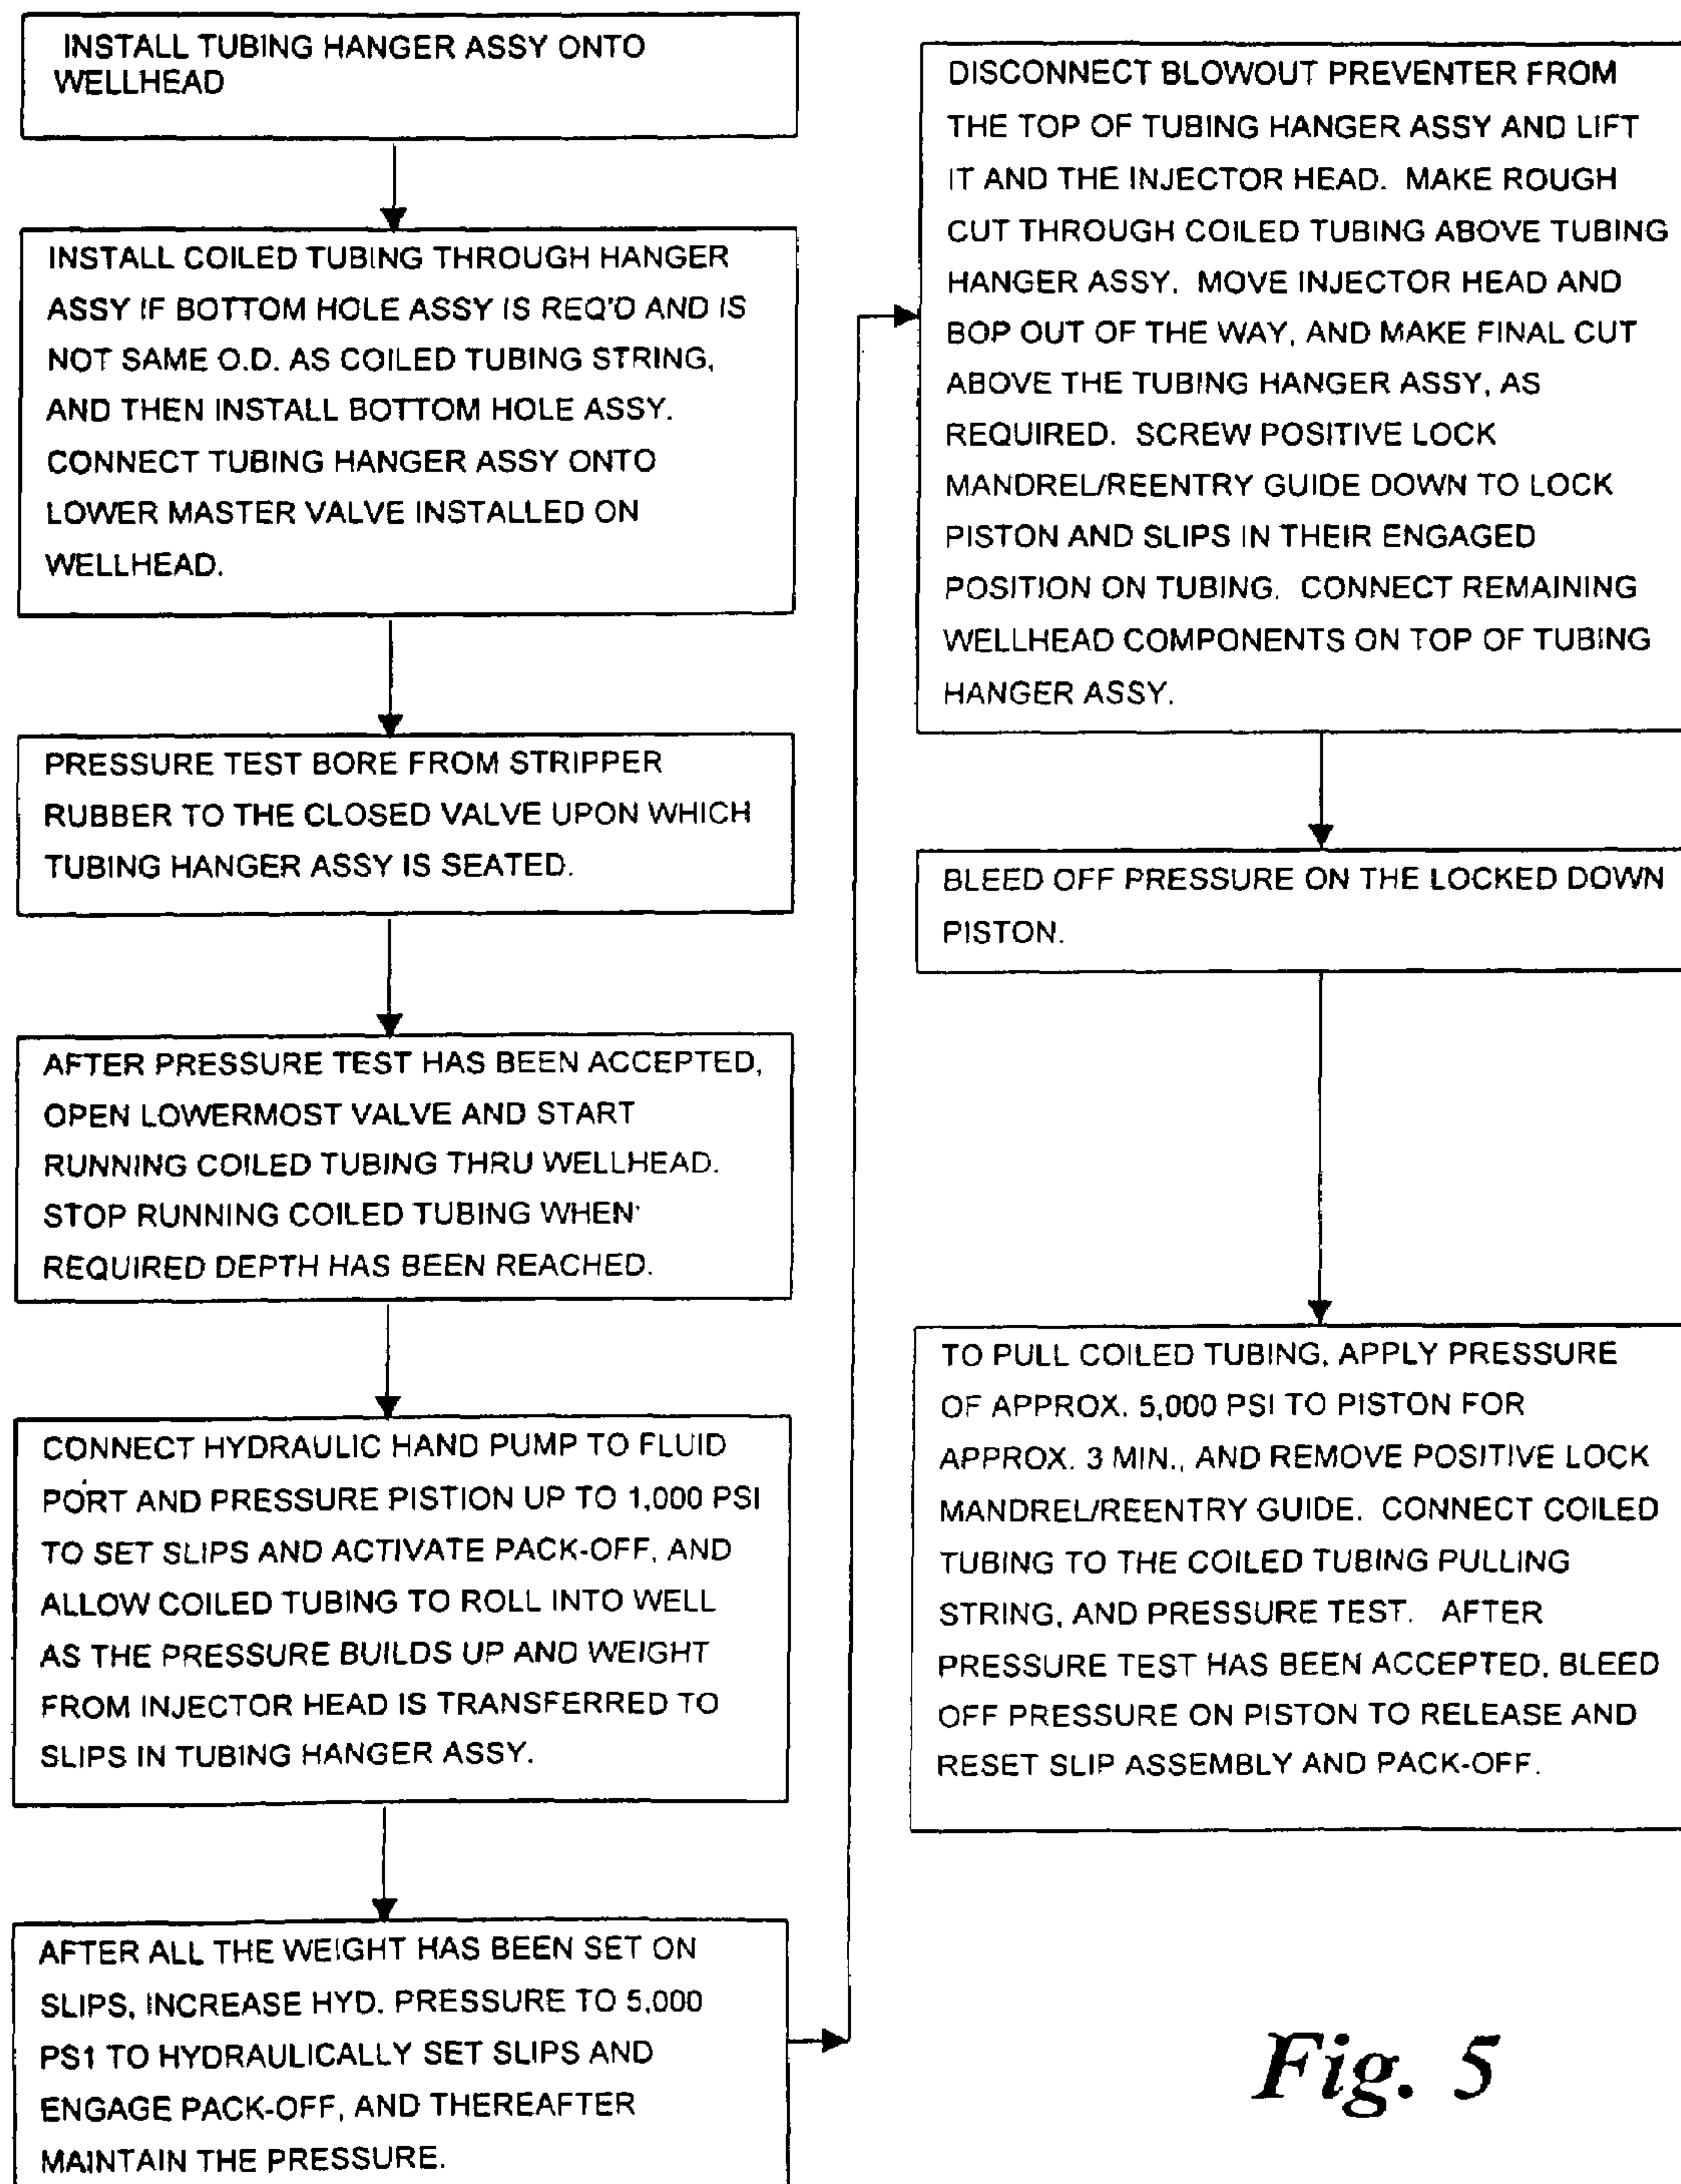 INSTALL TUBING HANGER ASSY ONTO
WELLHEAD
INSTALL COILED TUBING THROUGH HANGER
ASSY IF BOTTOM HOLE ASSY IS REQ'D AND IS
NOT SAME O.D. AS COILED TUBING STRING,
AND THEN INSTALL BOTTOM HOLE ASSY.
CONNECT TUBING HANGER ASSY ONTO
LOWER MASTER VALVE INSTALLED ON
WELLHEAD.
PRESSURE TEST BORE FROM STRIPPER
RUBBER TO THE CLOSED VALVE UPON WHICH
TUBING HANGER ASSY IS SEATED.
AFTER PRESSURE TEST HAS BEEN ACCEPTED,
OPEN LOWERMOST VALVE AND START
RUNNING COILED TUBING THRU WELLHEAD.
STOP RUNNING COILED TUBING WHEN
REQUIRED DEPTH HAS BEEN REACHED.
CONNECT HYDRAULIC HAND PUMP TO FLUID
PORT AND PRESSURE PISTION UP TO 1,000 PSI
TO SET SLIPS AND ACTIVATE PACK-OFF, AND
ALLOW COILED TUBING TO ROLL INTO WELL
AS THE PRESSURE BUILDS UP AND WEIGHT
FROM INJECTOR HEAD IS TRANSFERRED TO
SLIPS IN TUBING HANGER ASSY.
AFTER ALL THE WEIGHT HAS BEEN SET ON
SLIPS, INCREASE HYD. PRESSURE TO 5,000
PS1 TO HYDRAULICALLY SET SLIPS AND
ENGAGE PACK-OFF, AND THEREAFTER
MAINTAIN THE PRESSURE.
DISCONNECT BLOWOUT PREVENTER FROM
THE TOP OF TUBING HANGER ASSY AND LIFT
IT AND THE INJECTOR HEAD. MAKE ROUGH
CUT THROUGH COILED TUBING ABOVE TUBING
HANGER ASSY. MOVE INJECTOR HEAD AND
BOP OUT OF THE WAY, AND MAKE FINAL CUT
ABOVE THE TUBING HANGER ASSY, AS
REQUIRED. SCREW POSITIVE LOCK
MANDREL/REENTRY GUIDE DOWN TO LOCK
PISTON AND SLIPS IN THEIR ENGAGED
POSITION ON TUBING. CONNECT REMAINING
WELLHEAD COMPONENTS ON TOP OF TUBING
HANGER ASSY.
BLEED OFF PRESSURE ON THE LOCKED DOWN
PISTON.
TO PULL COILED TUBING, APPLY PRESSURE
OF APPROX. 5,000 PSI TO PISTON FOR
APPROX. 3 MIN., AND REMOVE POSITIVE LOCK
MANDREL/REENTRY GUIDE. CONNECT COILED
TUBING TO THE COILED TUBING PULLING
STRING, AND PRESSURE TEST. AFTER
PRESSURE TEST HAS BEEN ACCEPTED, BLEED
OFF PRESSURE ON PISTON TO RELEASE AND
RESET SLIP ASSEMBLY AND PACK-OFF.
Fig. 5